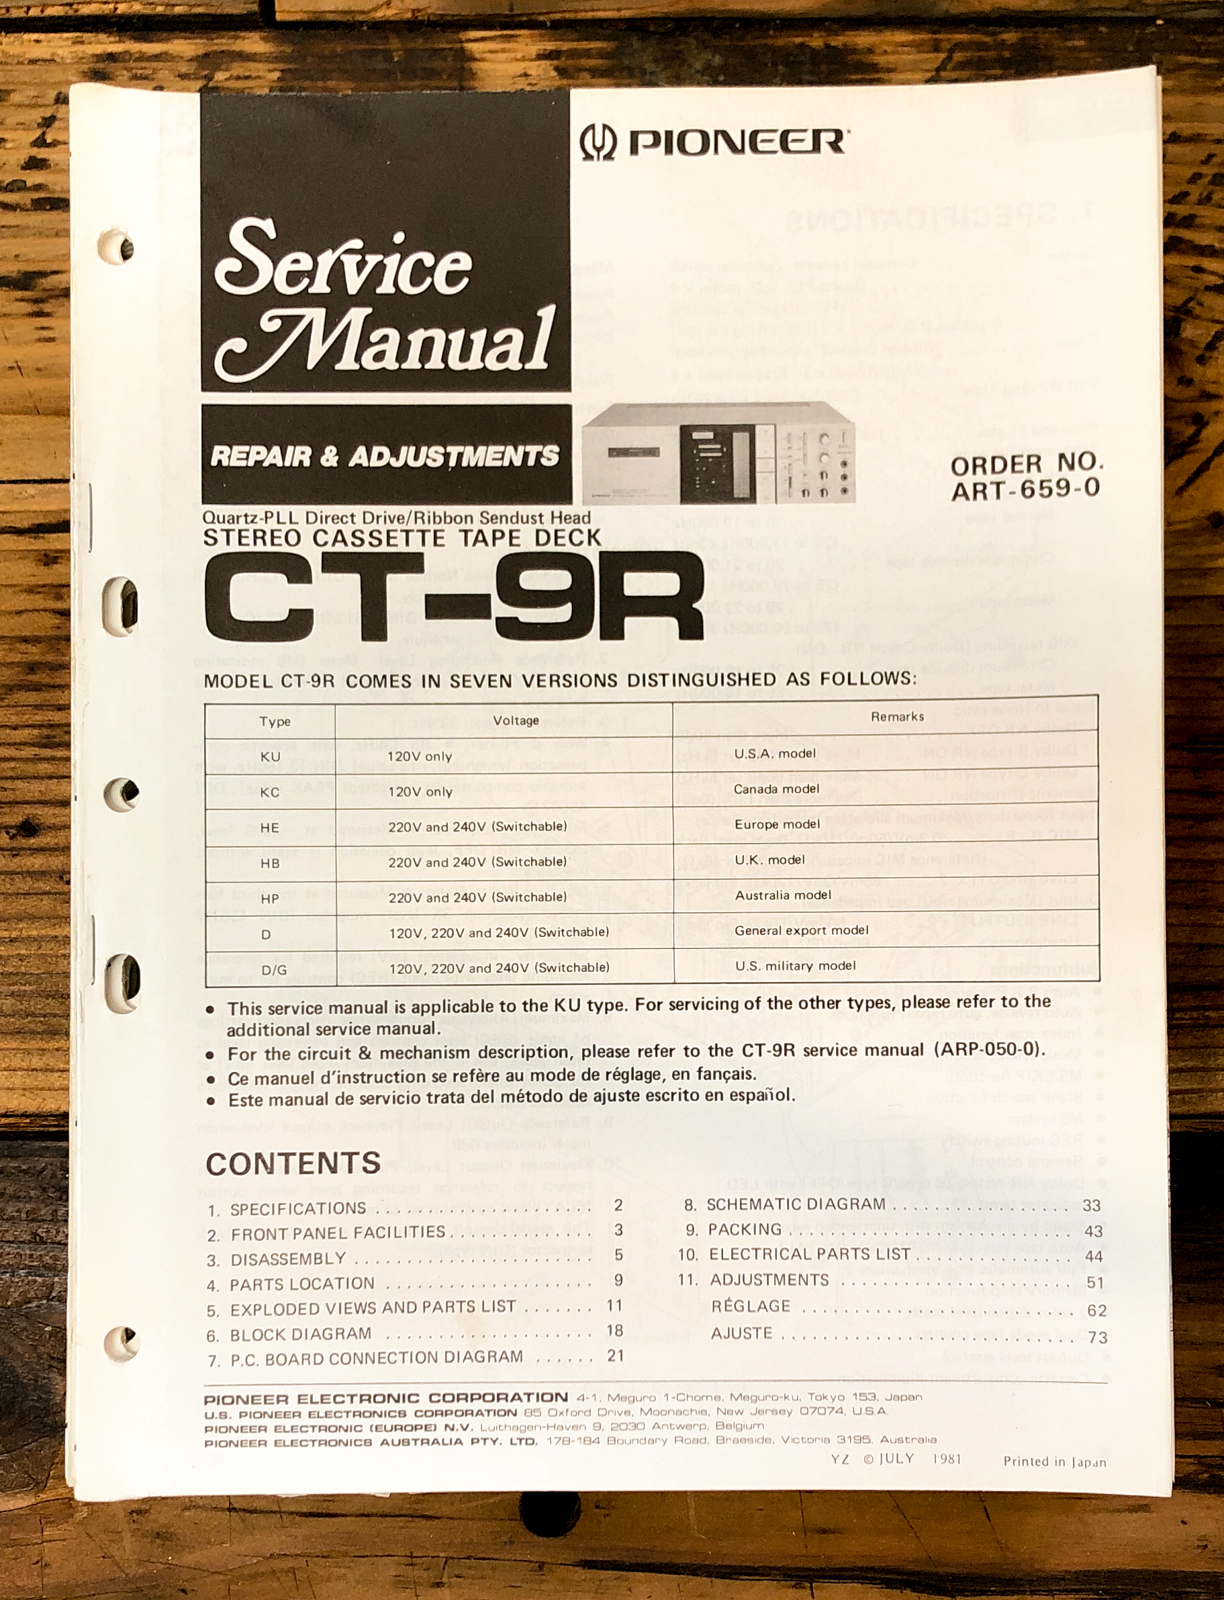 PIONEER
Service
Manual
REPAIR & ADJUSTMENTS
ORDER NO.
ART-659-0
Quartz-PLL Direct Drive/Ribbon Sendust Head
STEREO CASSETTE TAPE DECK
CT-9R
MODEL CT-9R COMES IN SEVEN VERSIONS DISTINGUISHED AS FOLLOWS:
Type Voltage Remarks
KU 120V only U.S.A. model
KC 120V only Canada model
HE 220V and 240V (Switchable) Europe model
HB 220V and 240V (Switchable) U.K. model
HP 220V and 240V (Switchable) Australia model
D 120V, 220V and 240V (Switchable) General export model
D/G 120V, 220V and 240V (Switchable) U.S. military model
● This service manual is applicable to the KU type. For servicing of the other types, please refer to the
additional service manual.
● For the circuit & mechanism description, please refer to the CT-9R service manual (ARP-050-0).
● Ce manuel d'instruction se refère au mode de réglage, en fançais.
● Este manual de servicio trata del método de ajuste escrito en español.
CONTENTS
1. SPECIFICATIONS . . . . . . . . . . . . . . . . . . . . 2
2. FRONT PANEL FACILITIES . . . . . . . . . . . . . 3
3. DISASSEMBLY . . . . . . . . . . . . . . . . . . . . . . 5
4. PARTS LOCATION . . . . . . . . . . . . . . . . . . . 9
5. EXPLODED VIEWS AND PARTS LIST . . . . . . . 11
6. BLOCK DIAGRAM . . . . . . . . . . . . . . . . . . . 18
7. P.C. BOARD CONNECTION DIAGRAM . . . . . . 21
8. SCHEMATIC DIAGRAM . . . . . . . . . . . . . . . . 33
9. PACKING . . . . . . . . . . . . . . . . . . . . . . . . . . 43
10. ELECTRICAL PARTS LIST . . . . . . . . . . . . . . 44
11. ADJUSTMENTS . . . . . . . . . . . . . . . . . . . . . 51
RÉGLAGE . . . . . . . . . . . . . . . . . . . . . . . . . 62
AJUSTE . . . . . . . . . . . . . . . . . . . . . . . . . . . 73
PIONEER ELECTRONIC CORPORATION 4-1, Meguro 1-Chome, Meguro-ku, Tokyo 153, Japan
U.S. PIONEER ELECTRONICS CORPORATION 85 Oxford Drive, Moonachie, New Jersey 07074, U.S.A.
PIONEER ELECTRONIC (EUROPE) N.V. Luithagen-Haven 9, 2030 Antwerp, Belgium
PIONEER ELECTRONICS AUSTRALIA PTY. LTD. 178-184 Boundary Road, Braeside, Victoria 3195, Australia
YZ © JULY 1981 Printed in Japan